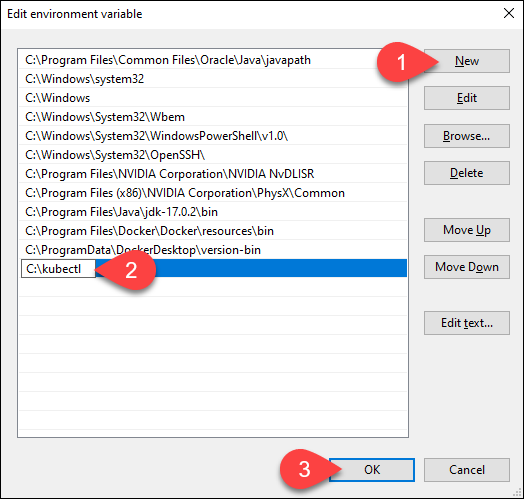 Edit environment variable
C:\Program Files\Common Files\Oracle\Java\javapath
1
New
C:\Windows\system32
C:\Windows
Edit
C:\Windows\System32\Wbem
C:\Windows\System32\WindowsPowerShell\v1.0\
Browse...
C:\Windows\System32\OpenSSH\
C:\Program Files\NVIDIA Corporation\NVIDIA NvDLISR
Delete
C:\Program Files (x86)\NVIDIA Corporation\PhysX\Common
C:\Program Files\Java\jdk-17.0.2\bin
C:\Program Files\Docker\Docker\resources\bin
Move Up
C:\ProgramData\DockerDesktop\version-bin
C:\kubectl
2
Move Down
Edit text...
3
OK
Cancel